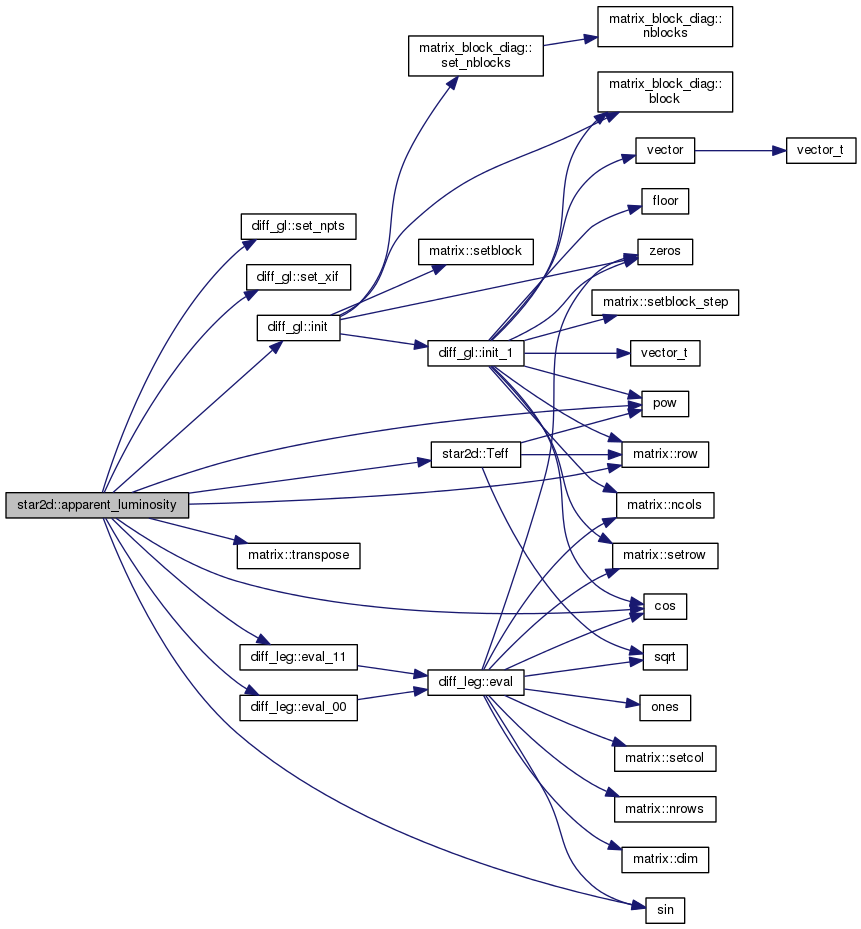 matrix_block_diag::
nblocks
matrix_block_diag::
set_nblocks
matrix_block_diag::
block
vector
vector_t
floor
diff_gl::set_npts
matrix::setblock
zeros
diff_gl::set_xif
matrix::setblock_step
diff_gl::init
diff_gl::init_1
vector_t
pow
star2d::Teff
matrix::row
star2d::apparent_luminosity
matrix::ncols
matrix::transpose
matrix::setrow
cos
diff_leg::eval_11
sqrt
diff_leg::eval
diff_leg::eval_00
ones
matrix::setcol
matrix::nrows
matrix::dim
sin